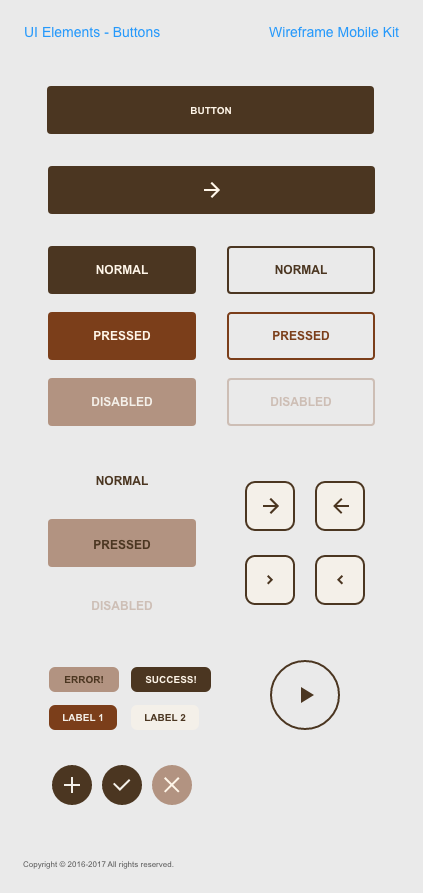 UI Elements - Buttons
Wireframe Mobile Kit
BUTTON
NORMAL
NORMAL
PRESSED
PRESSED
DISABLED
DISABLED
NORMAL
PRESSED
DISABLED
ERROR!
SUCCESS!
LABEL 1
LABEL 2
Copyright © 2016-2017 All rights reserved.